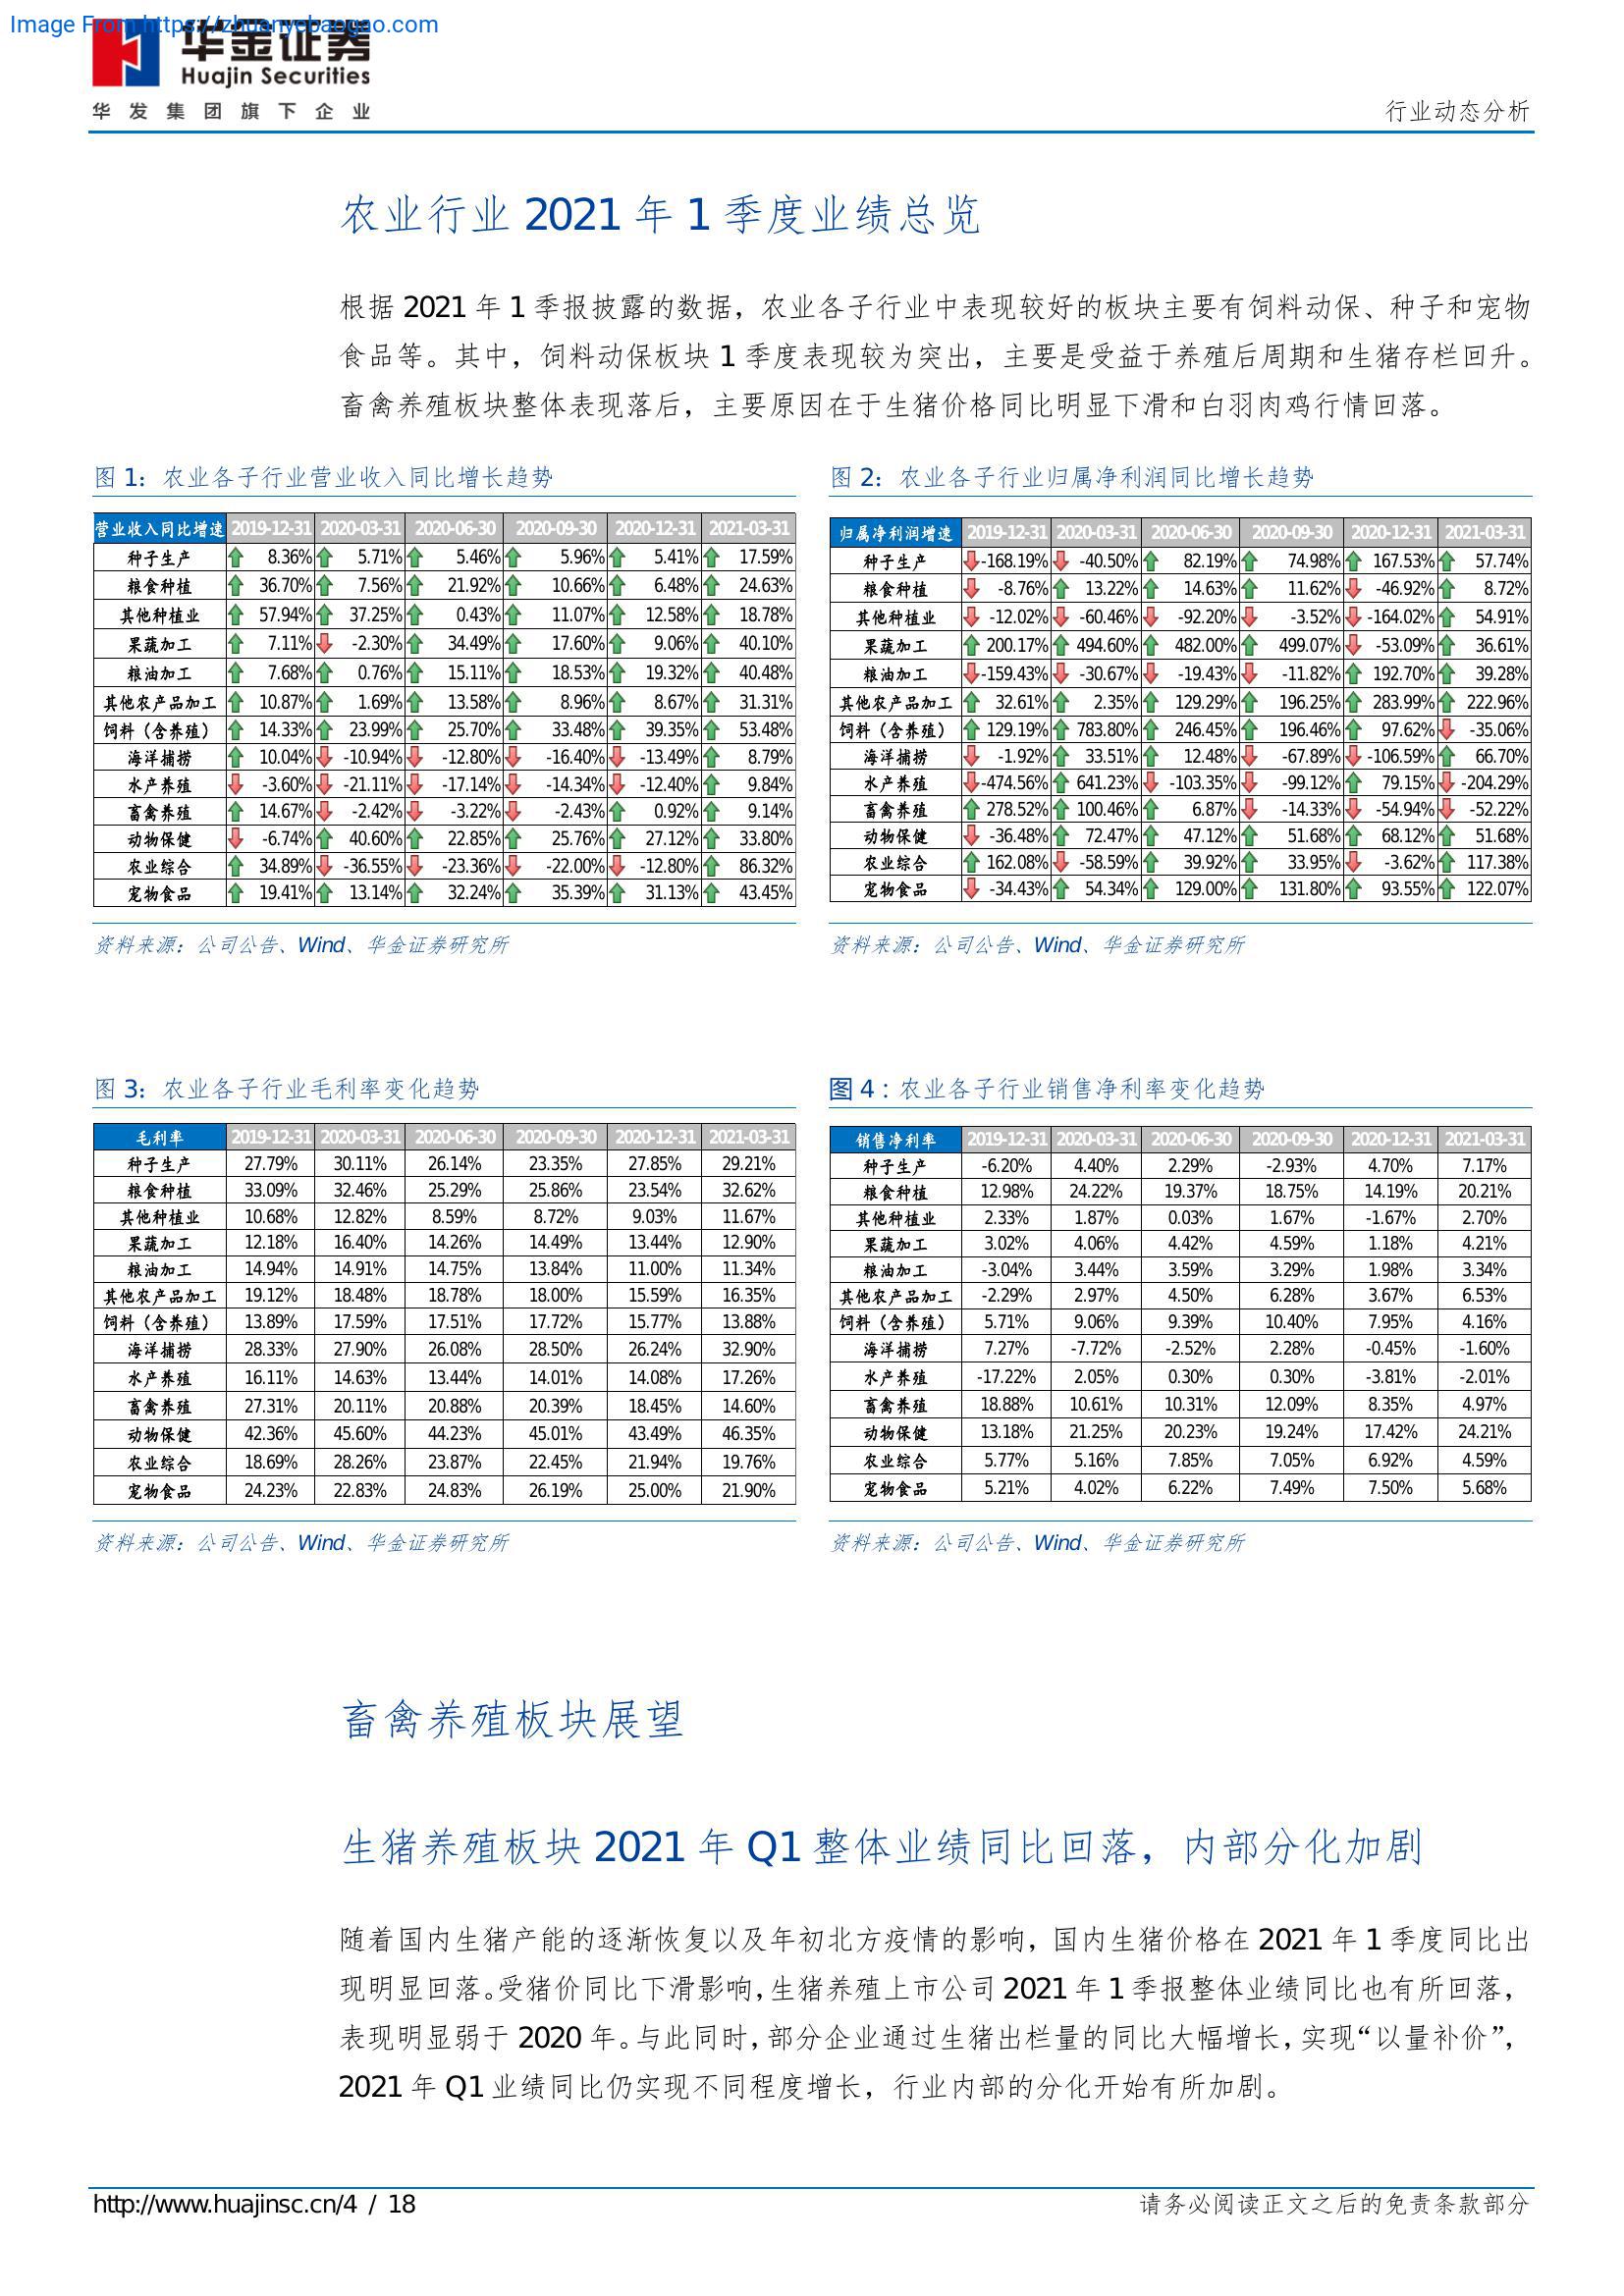 Image From https://zhuanyebaogao.com
华金证券
Huajin Securities
华发集团旗下企业
行业动态分析
农业行业 2021 年 1 季度业绩总览
根据 2021 年 1 季报披露的数据，农业各子行业中表现较好的板块主要有饲料动保、种子和宠物
食品等。其中，饲料动保板块 1 季度表现较为突出，主要是受益于养殖后周期和生猪存栏回升。
畜禽养殖板块整体表现落后，主要原因在于生猪价格同比明显下滑和白羽肉鸡行情回落。
图 1：农业各子行业营业收入同比增长趋势
营业收入同比增速 2019-12-31 2020-03-31 2020-06-30 2020-09-30 2020-12-31 2021-03-31
种子生产 8.36% 5.71% 5.46% 5.96% 5.41% 17.59%
粮食种植 36.70% 7.56% 21.92% 10.66% 6.48% 24.63%
其他种植业 57.94% 37.25% 0.43% 11.07% 12.58% 18.78%
果蔬加工 7.11% -2.30% 34.49% 17.60% 9.06% 40.10%
粮油加工 7.68% 0.76% 15.11% 18.53% 19.32% 40.48%
其他农产品加工 10.87% 1.69% 13.58% 8.96% 8.67% 31.31%
饲料（含养殖） 14.33% 23.99% 25.70% 33.48% 39.35% 53.48%
海洋捕捞 10.04% -10.94% -12.80% -16.40% -13.49% 8.79%
水产养殖 -3.60% -21.11% -17.14% -14.34% -12.40% 9.84%
畜禽养殖 14.67% -2.42% -3.22% -2.43% 0.92% 9.14%
动物保健 -6.74% 40.60% 22.85% 25.76% 27.12% 33.80%
农业综合 34.89% -36.55% -23.36% -22.00% -12.80% 86.32%
宠物食品 19.41% 13.14% 32.24% 35.39% 31.13% 43.45%
资料来源：公司公告、Wind、华金证券研究所
图 2：农业各子行业归属净利润同比增长趋势
归属净利润增速 2019-12-31 2020-03-31 2020-06-30 2020-09-30 2020-12-31 2021-03-31
种子生产 -168.19% -40.50% 82.19% 74.98% 167.53% 57.74%
粮食种植 -8.76% 13.22% 14.63% 11.62% -46.92% 8.72%
其他种植业 -12.02% -60.46% -92.20% -3.52% -164.02% 54.91%
果蔬加工 200.17% 494.60% 482.00% 499.07% -53.09% 36.61%
粮油加工 -159.43% -30.67% -19.43% -11.82% 192.70% 39.28%
其他农产品加工 32.61% 2.35% 129.29% 196.25% 283.99% 222.96%
饲料（含养殖） 129.19% 783.80% 246.45% 196.46% 97.62% -35.06%
海洋捕捞 -1.92% 33.51% 12.48% -67.89% -106.59% 66.70%
水产养殖 -474.56% 641.23% -103.35% -99.12% 79.15% -204.29%
畜禽养殖 278.52% 100.46% 6.87% -14.33% -54.94% -52.22%
动物保健 -36.48% 72.47% 47.12% 51.68% 68.12% 51.68%
农业综合 162.08% -58.59% 39.92% 33.95% -3.62% 117.38%
宠物食品 -34.43% 54.34% 129.00% 131.80% 93.55% 122.07%
资料来源：公司公告、Wind、华金证券研究所
图 3：农业各子行业毛利率变化趋势
毛利率 2019-12-31 2020-03-31 2020-06-30 2020-09-30 2020-12-31 2021-03-31
种子生产 27.79% 30.11% 26.14% 23.35% 27.85% 29.21%
粮食种植 33.09% 32.46% 25.29% 25.86% 23.54% 32.62%
其他种植业 10.68% 12.82% 8.59% 8.72% 9.03% 11.67%
果蔬加工 12.18% 16.40% 14.26% 14.49% 13.44% 12.90%
粮油加工 14.94% 14.91% 14.75% 13.84% 11.00% 11.34%
其他农产品加工 19.12% 18.48% 18.78% 18.00% 15.59% 16.35%
饲料（含养殖） 13.89% 17.59% 17.51% 17.72% 15.77% 13.88%
海洋捕捞 28.33% 27.90% 26.08% 28.50% 26.24% 32.90%
水产养殖 16.11% 14.63% 13.44% 14.01% 14.08% 17.26%
畜禽养殖 27.31% 20.11% 20.88% 20.39% 18.45% 14.60%
动物保健 42.36% 45.60% 44.23% 45.01% 43.49% 46.35%
农业综合 18.69% 28.26% 23.87% 22.45% 21.94% 19.76%
宠物食品 24.23% 22.83% 24.83% 26.19% 25.00% 21.90%
资料来源：公司公告、Wind、华金证券研究所
图 4：农业各子行业销售净利率变化趋势
销售净利率 2019-12-31 2020-03-31 2020-06-30 2020-09-30 2020-12-31 2021-03-31
种子生产 -6.20% 4.40% 2.29% -2.93% 4.70% 7.17%
粮食种植 12.98% 24.22% 19.37% 18.75% 14.19% 20.21%
其他种植业 2.33% 1.87% 0.03% 1.67% -1.67% 2.70%
果蔬加工 3.02% 4.06% 4.42% 4.59% 1.18% 4.21%
粮油加工 -3.04% 3.44% 3.59% 3.29% 1.98% 3.34%
其他农产品加工 -2.29% 2.97% 4.50% 6.28% 3.67% 6.53%
饲料（含养殖） 5.71% 9.06% 9.39% 10.40% 7.95% 4.16%
海洋捕捞 7.27% -7.72% -2.52% 2.28% -0.45% -1.60%
水产养殖 -17.22% 2.05% 0.30% 0.30% -3.81% -2.01%
畜禽养殖 18.88% 10.61% 10.31% 12.09% 8.35% 4.97%
动物保健 13.18% 21.25% 20.23% 19.24% 17.42% 24.21%
农业综合 5.77% 5.16% 7.85% 7.05% 6.92% 4.59%
宠物食品 5.21% 4.02% 6.22% 7.49% 7.50% 5.68%
资料来源：公司公告、Wind、华金证券研究所
畜禽养殖板块展望
生猪养殖板块 2021 年 Q1 整体业绩同比回落，内部分化加剧
随着国内生猪产能的逐渐恢复以及年初北方疫情的影响，国内生猪价格在 2021 年 1 季度同比出
现明显回落。受猪价同比下滑影响，生猪养殖上市公司 2021 年 1 季报整体业绩同比也有所回落，
表现明显弱于 2020 年。与此同时，部分企业通过生猪出栏量的同比大幅增长，实现“以量补价”，
2021 年 Q1 业绩同比仍实现不同程度增长，行业内部的分化开始有所加剧。
http://www.huajinsc.cn/4 / 18
请务必阅读正文之后的免责条款部分